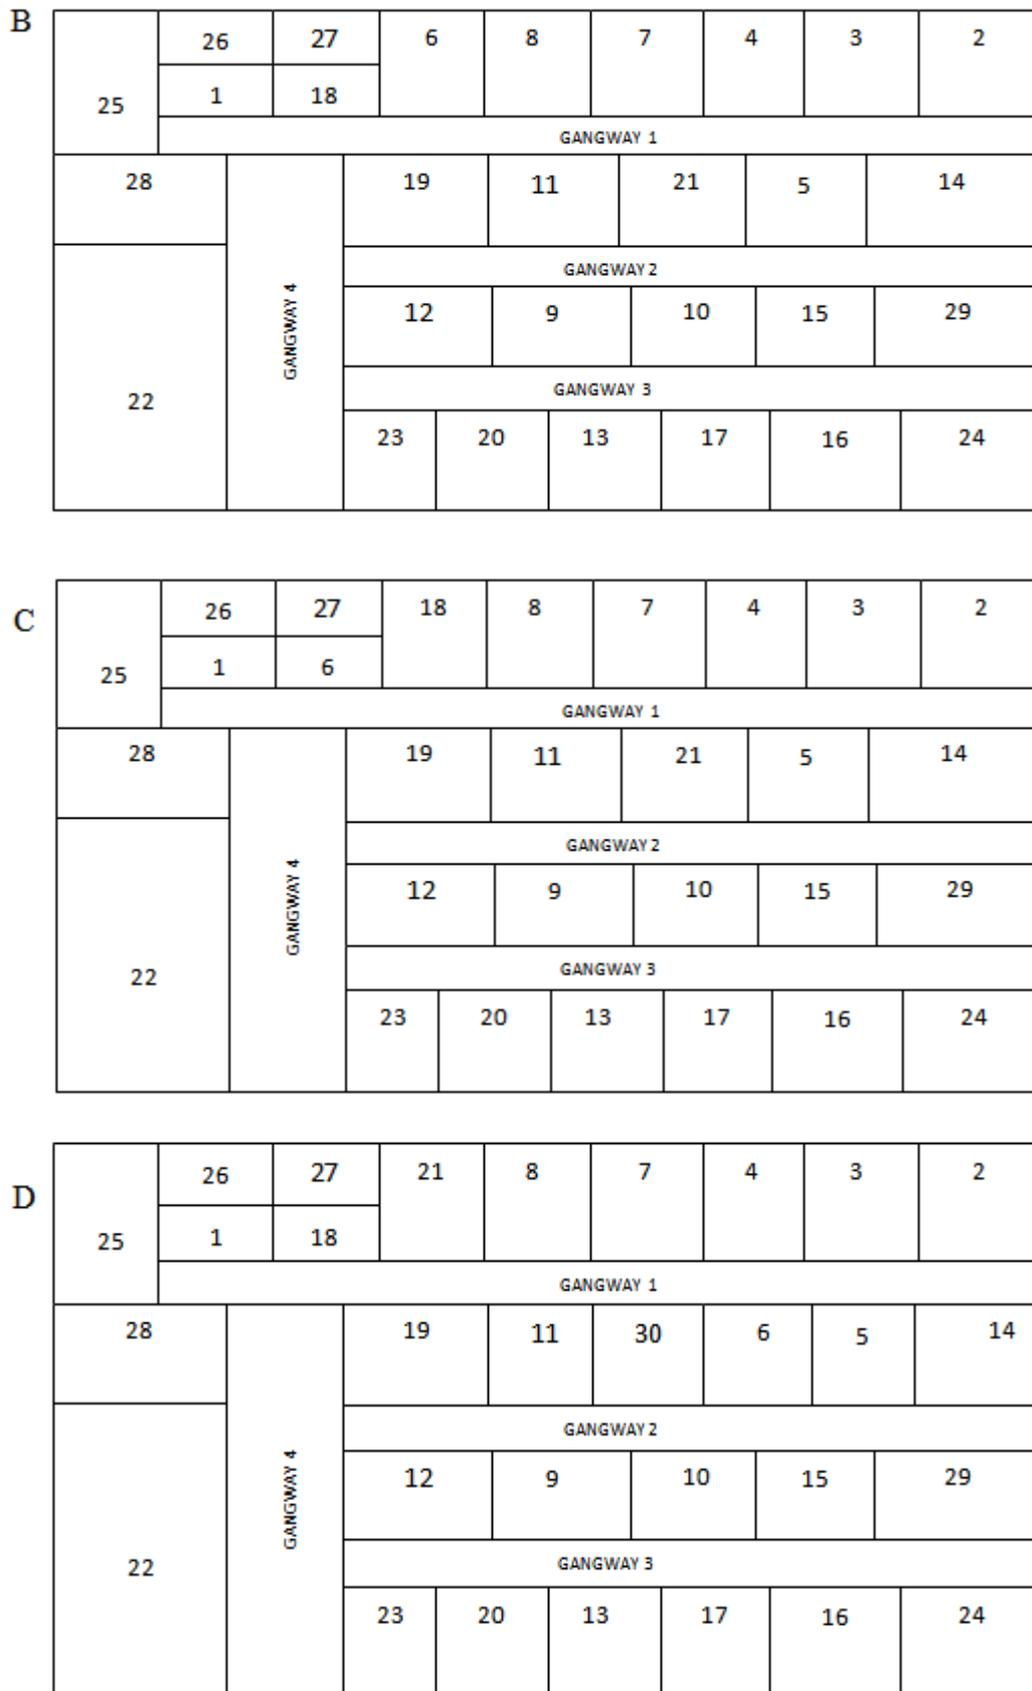 B
26 27 6 8 7 4 3 2
25 1 18
GANGWAY 1
28 19 11 21 5 14
GANGWAY 2
GANGWAY 4
12 9 10 15 29
GANGWAY 3
22
23 20 13 17 16 24
C
26 27 18 8 7 4 3 2
25 1 6
GANGWAY 1
28 19 11 21 5 14
GANGWAY 2
GANGWAY 4
12 9 10 15 29
GANGWAY 3
22
23 20 13 17 16 24
D
26 27 21 8 7 4 3 2
25 1 18
GANGWAY 1
28 19 11 30 6 5 14
GANGWAY 2
GANGWAY 4
12 9 10 15 29
GANGWAY 3
22
23 20 13 17 16 24